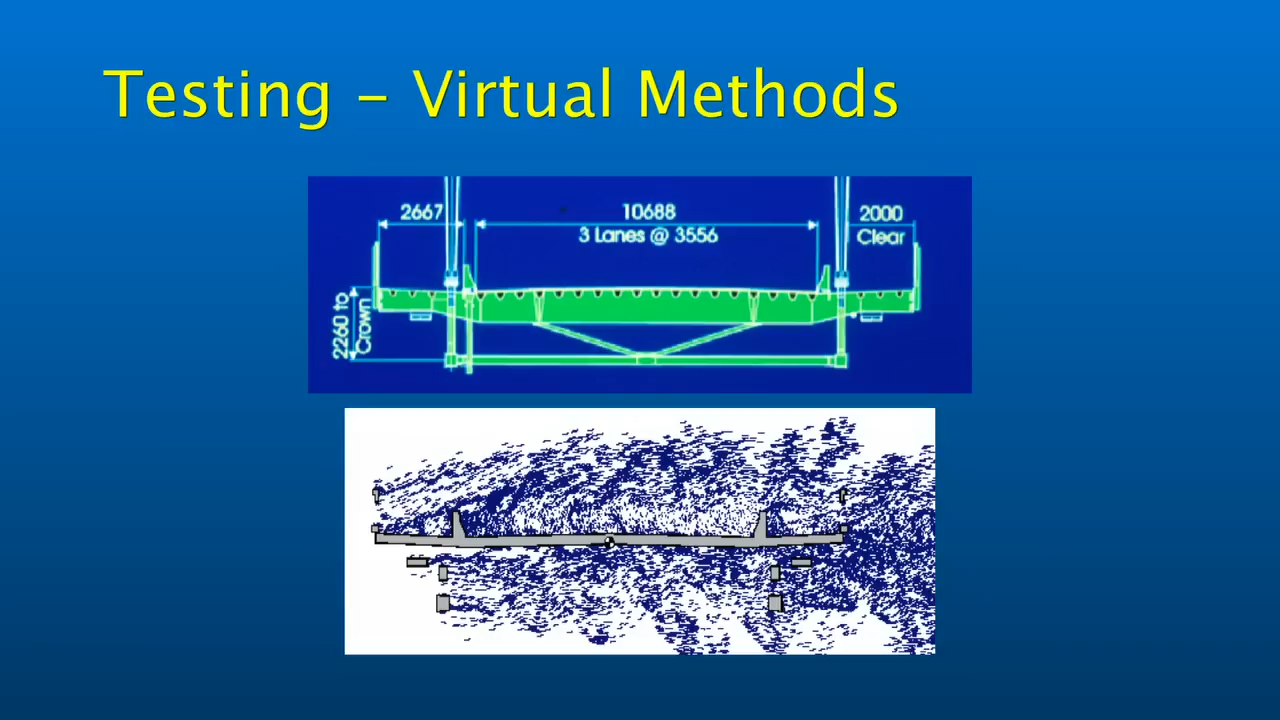 Testing – Virtual Methods
2667
10688
2000
3 Lanes @ 3556
Clear
2260 to
Crown